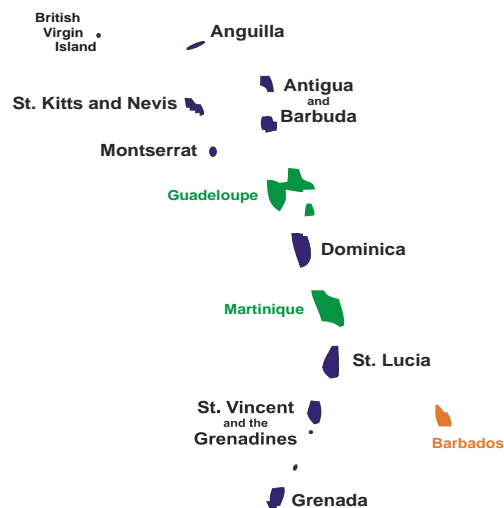 British
Virgin
Island
Anguilla
Antigua
and
Barbuda
St. Kitts and Nevis
Montserrat
Guadeloupe
Dominica
Martinique
St. Lucia
St. Vincent
and the
Grenadines
Barbados
Grenada